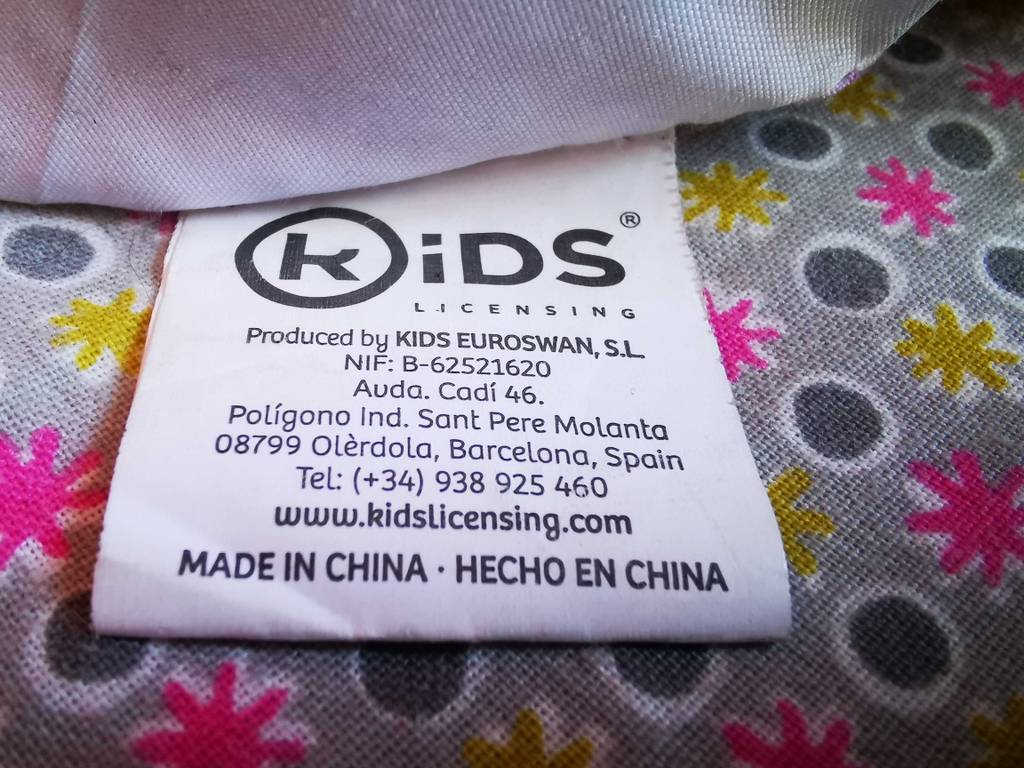 KiDS®
LICENSING
Produced by KIDS EUROSWAN, S.L.
NIF: B-62521620
Auda. Cadí 46.
Polígono Ind. Sant Pere Molanta
08799 Olèrdola, Barcelona, Spain
Tel: (+34) 938 925 460
www.kidslicensing.com
MADE IN CHINA · HECHO EN CHINA